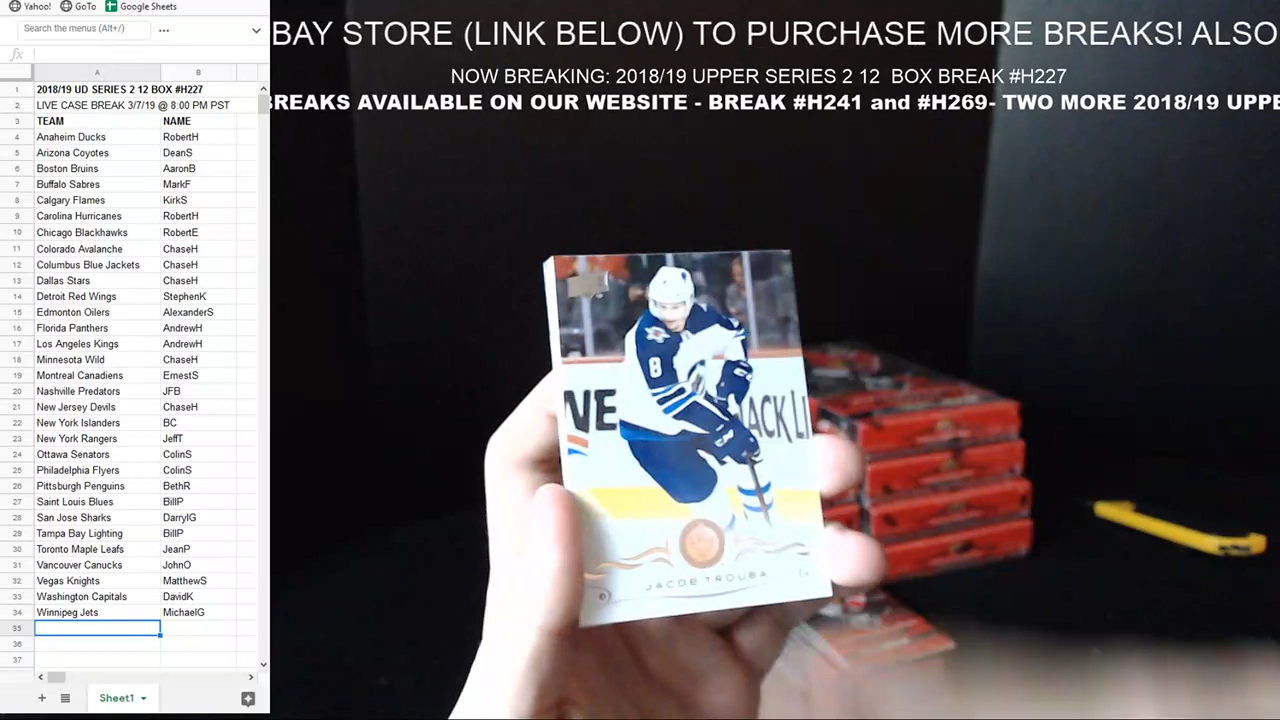 Yahoo! GoTo Google Sheets
Search the menus (Alt+/)
fx
A B
1 2018/19 UD SERIES 2 12 BOX #H227
2 LIVE CASE BREAK 3/7/19 @ 8:00 PM PST
3 TEAM NAME
4 Anaheim Ducks RobertH
5 Arizona Coyotes DeanS
6 Boston Bruins AaronB
7 Buffalo Sabres MarkF
8 Calgary Flames KirkS
9 Carolina Hurricanes RobertH
10 Chicago Blackhawks RobertE
11 Colorado Avalanche ChaseH
12 Columbus Blue Jackets ChaseH
13 Dallas Stars ChaseH
14 Detroit Red Wings StephenK
15 Edmonton Oilers AlexanderS
16 Florida Panthers AndrewH
17 Los Angeles Kings AndrewH
18 Minnesota Wild ChaseH
19 Montreal Canadiens ErnestS
20 Nashville Predators JFB
21 New Jersey Devils ChaseH
22 New York Islanders BC
23 New York Rangers JeffT
24 Ottawa Senators ColinS
25 Philadelphia Flyers ColinS
26 Pittsburgh Penguins BethR
27 Saint Louis Blues BillP
28 San Jose Sharks DarrylG
29 Tampa Bay Lighting BillP
30 Toronto Maple Leafs JeanP
31 Vancouver Canucks JohnO
32 Vegas Knights MatthewS
33 Washington Capitals DavidK
34 Winnipeg Jets MichaelG
35
36
37
Sheet1
BAY STORE (LINK BELOW) TO PURCHASE MORE BREAKS! ALSO
NOW BREAKING: 2018/19 UPPER SERIES 2 12 BOX BREAK #H227
BREAKS AVAILABLE ON OUR WEBSITE - BREAK #H241 and #H269- TWO MORE 2018/19 UPPE
8
NE
ACK LI
JACOB TROUBA